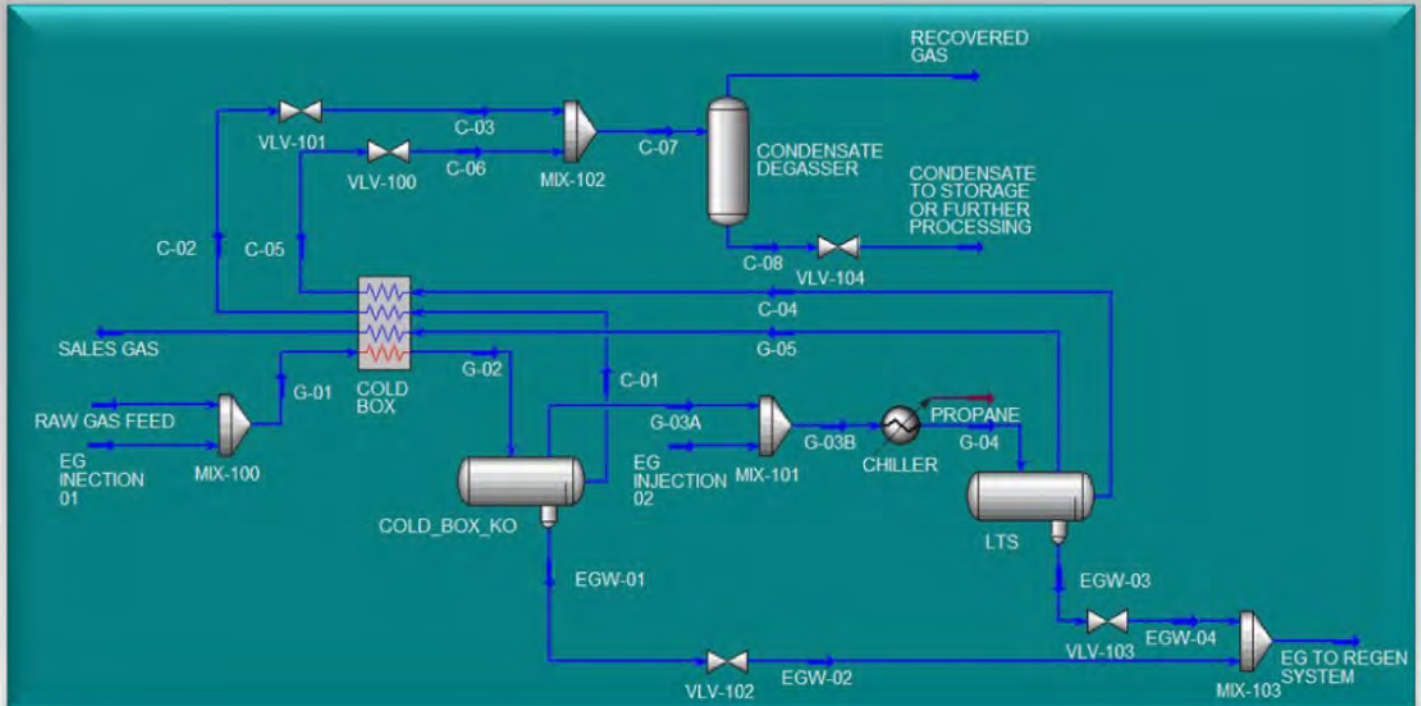 RECOVERED
GAS
VLV-101
C-03
C-07
VLV-100
C-06
MIX-102
CONDENSATE
DEGASSER
CONDENSATE
TO STORAGE
OR FURTHER
PROCESSING
C-02
C-05
C-08
VLV-104
C-04
SALES GAS
G-05
G-01
COLD
BOX
G-02
C-01
RAW GAS FEED
EG
INECTION
01
MIX-100
G-03A
EG
INJECTION
02
MIX-101
G-03B
PROPANE
CHILLER
G-04
COLD_BOX_KO
LTS
EGW-01
EGW-03
VLV-103
EGW-04
VLV-102
EGW-02
MIX-103
EG TO REGEN
SYSTEM